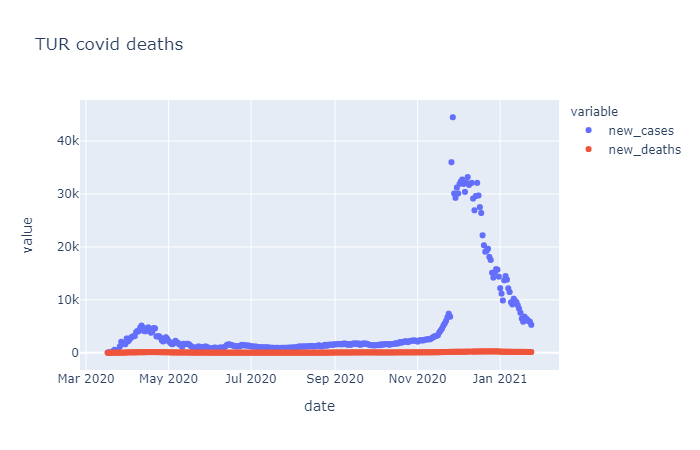 TUR covid deaths
variable
new_cases
new_deaths
value
40k
30k
20k
10k
0
Mar 2020 May 2020 Jul 2020 Sep 2020 Nov 2020 Jan 2021
date